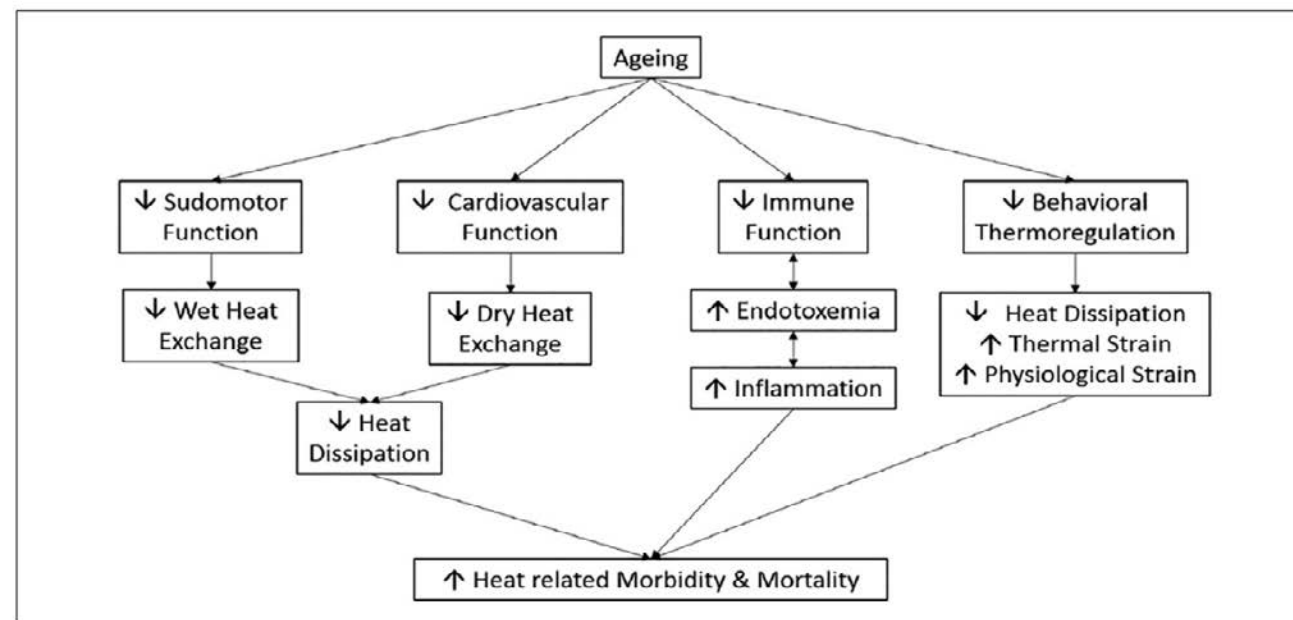 Ageing
↓ Sudomotor
Function
↓ Cardiovascular
Function
↓ Immune
Function
↓ Behavioral
Thermoregulation
↓ Wet Heat
Exchange
↓ Dry Heat
Exchange
↑ Endotoxemia
↓ Heat Dissipation
↑ Thermal Strain
↑ Physiological Strain
↑ Inflammation
↓ Heat
Dissipation
↑ Heat related Morbidity & Mortality